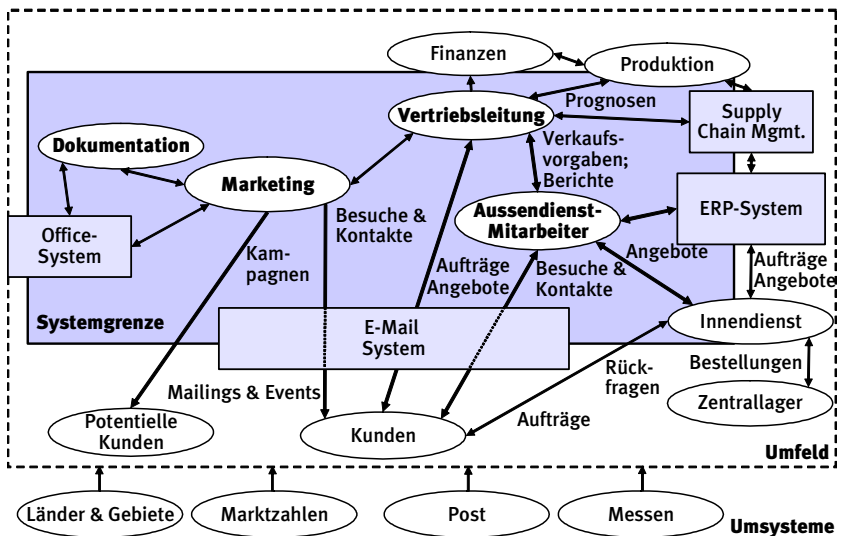 Finanzen
Produktion
Prognosen
Supply
Chain Mgmt.
Vertriebsleitung
Dokumentation
Verkaufs-
vorgaben;
Berichte
Marketing
Besuche &
Kontakte
Aussendienst-
Mitarbeiter
ERP-System
Office-
System
Kam-
pagnen
Aufträge
Angebote
Besuche &
Kontakte
Angebote
Aufträge
Angebote
Systemgrenze
E-Mail
System
Innendienst
Rück-
fragen
Bestellungen
Mailings & Events
Aufträge
Zentrallager
Potentielle
Kunden
Kunden
Umfeld
Länder & Gebiete
Marktzahlen
Post
Messen
Umsysteme